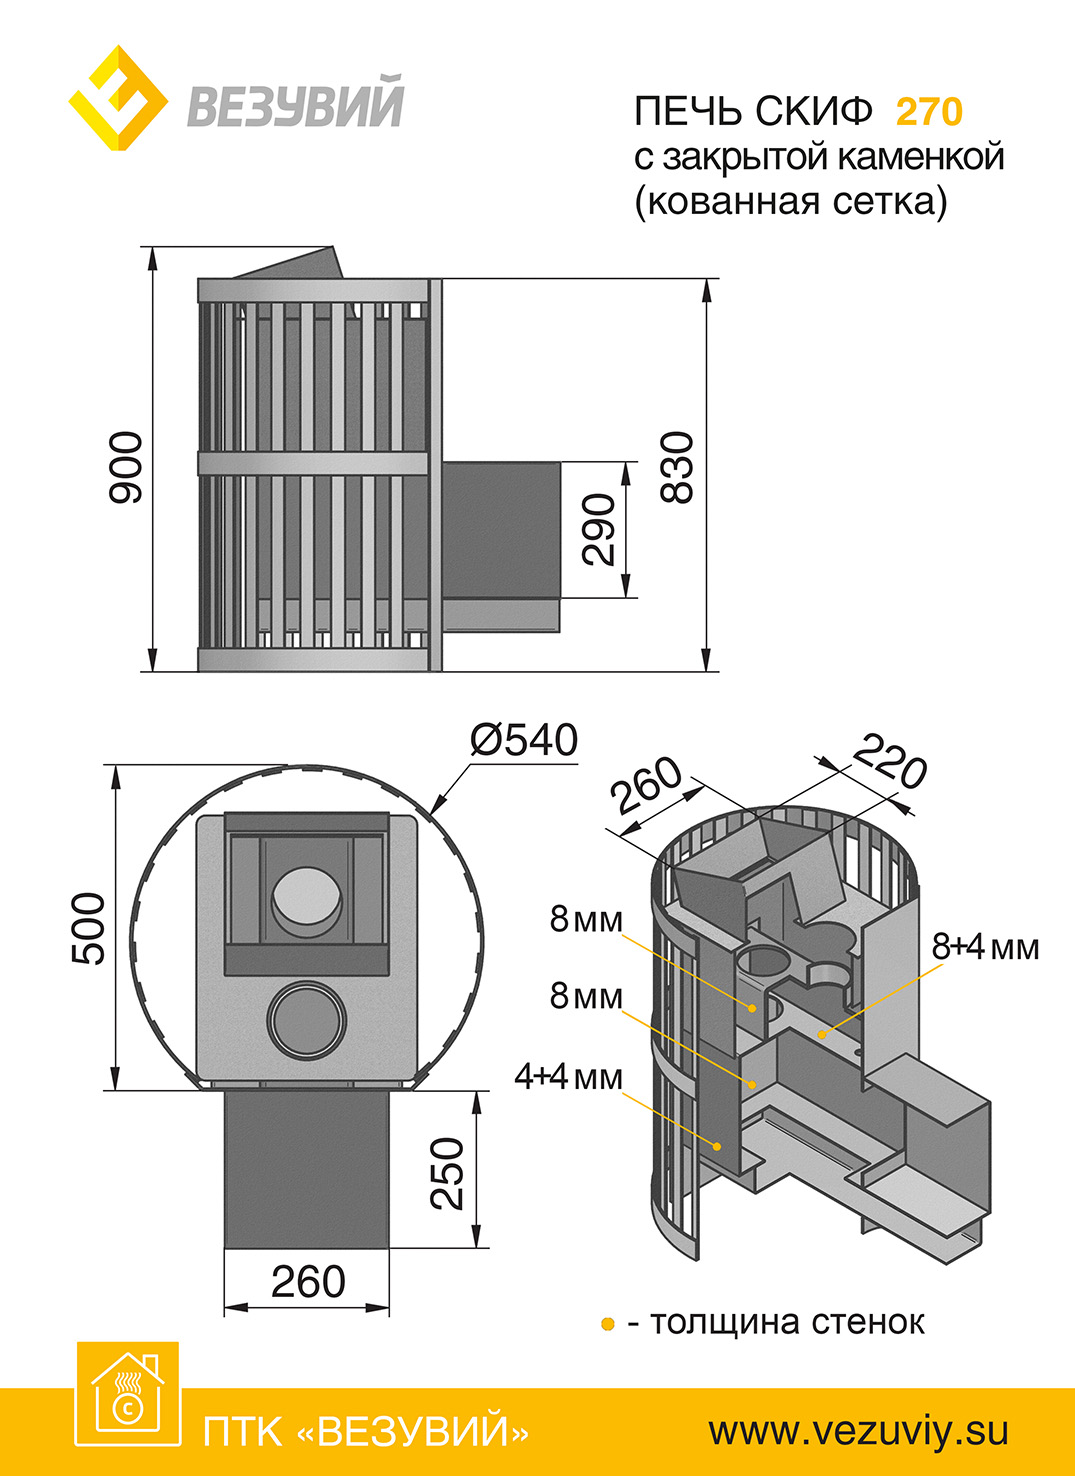 ВЕЗУВИЙ
ПЕЧЬ СКИФ 270
с закрытой каменкой
(кованная сетка)
900
830
290
Ø540
500
250
260
260
220
8 мм
8 мм
4+4 мм
8+4 мм
- толщина стенок
C
ПТК «ВЕЗУВИЙ»
www.vezuviy.su